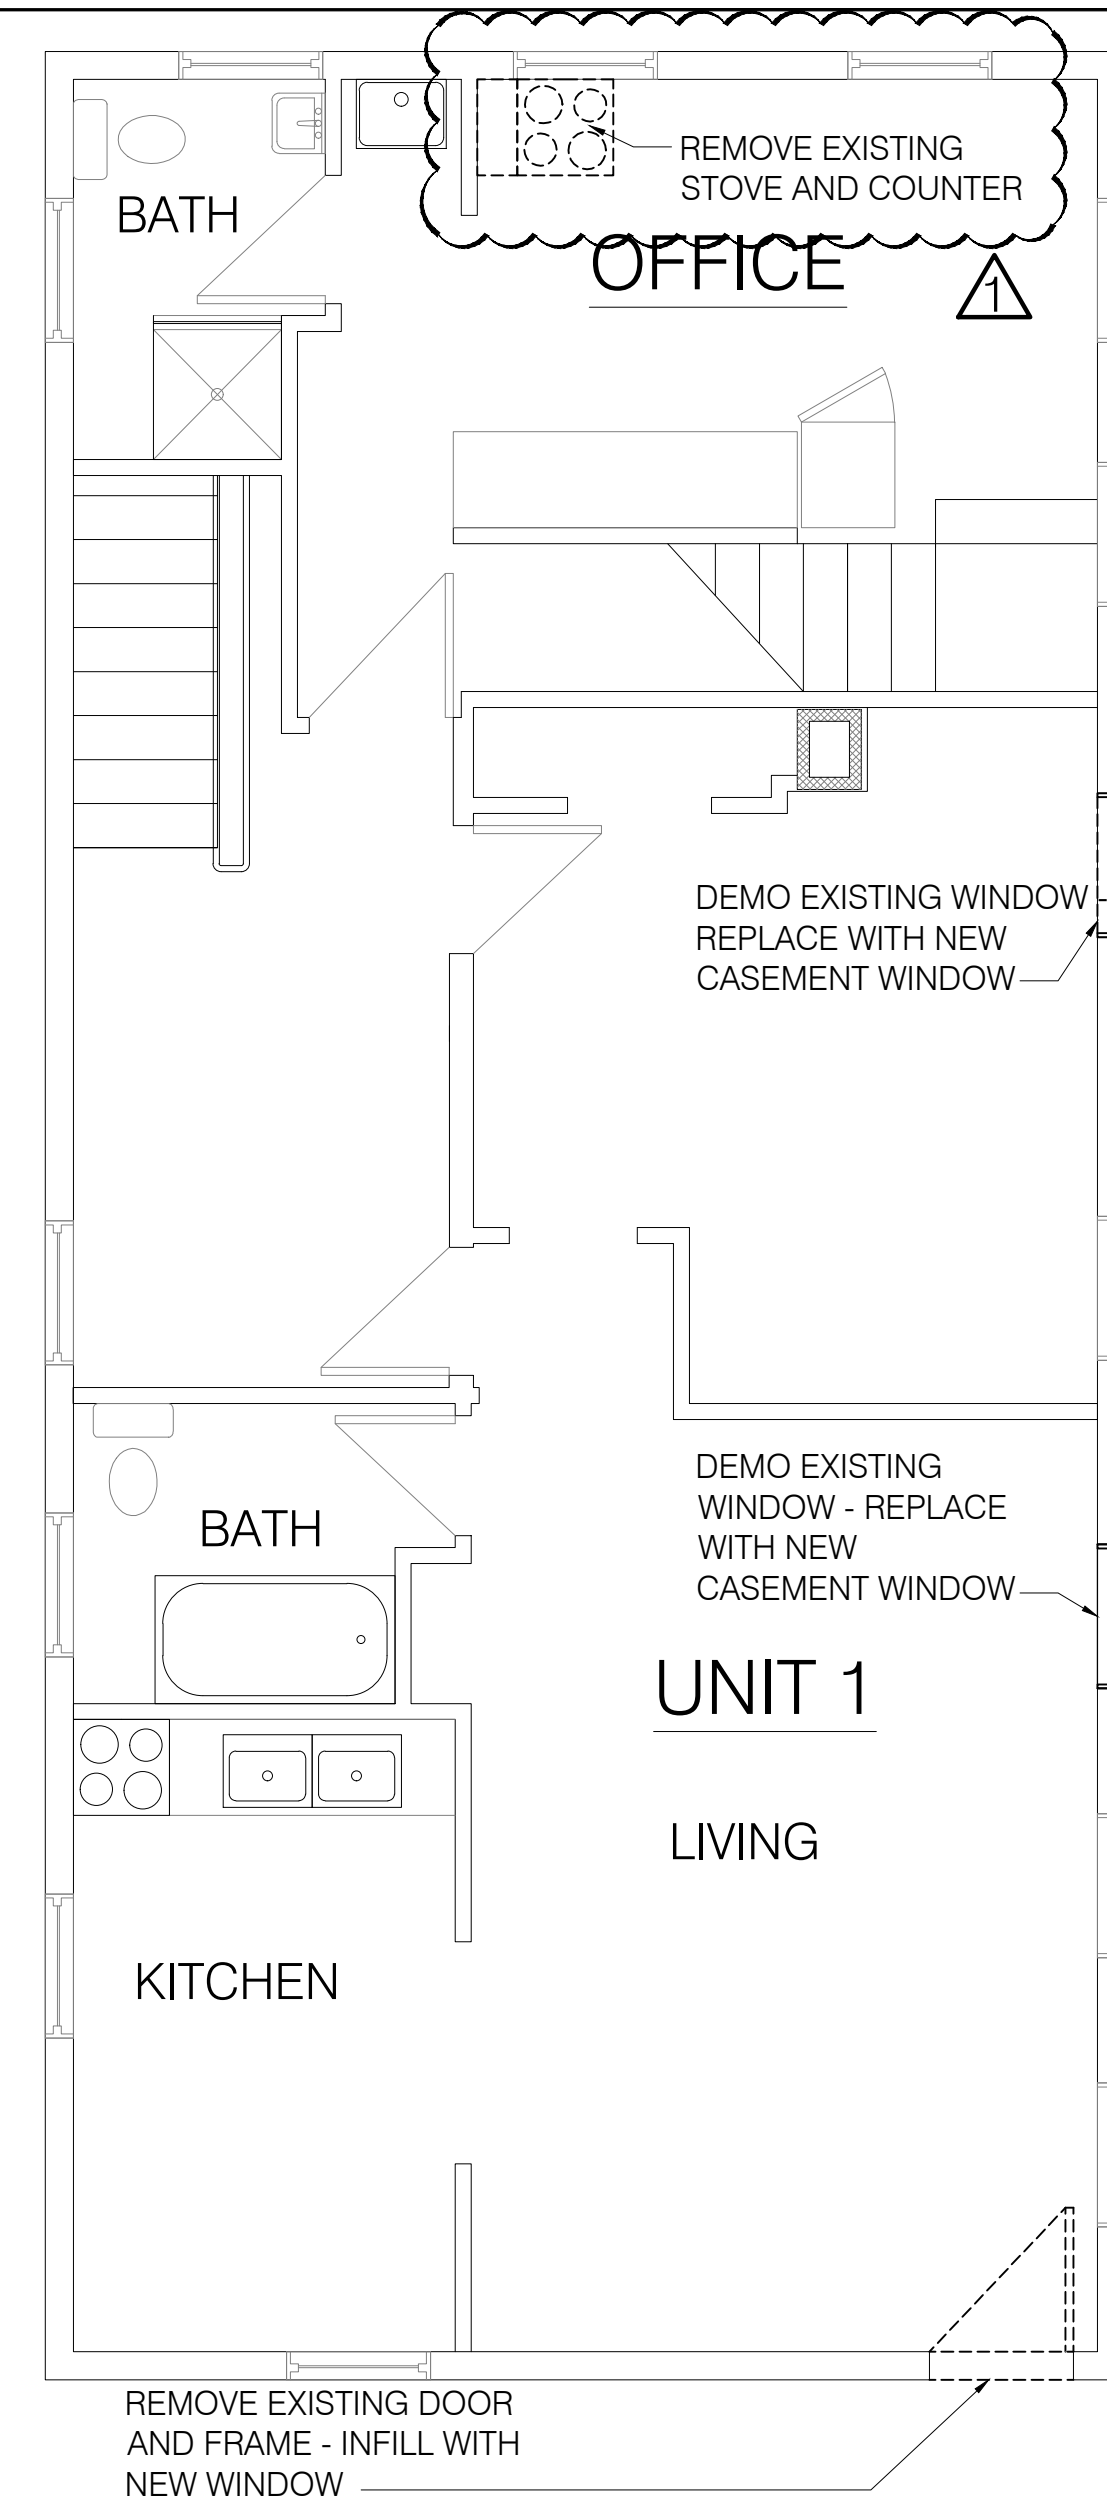 REMOVE EXISTING
STOVE AND COUNTER
BATH
OFFICE
1
DEMO EXISTING WINDOW
REPLACE WITH NEW
CASEMENT WINDOW
DEMO EXISTING
WINDOW - REPLACE
WITH NEW
CASEMENT WINDOW
BATH
UNIT 1
LIVING
KITCHEN
REMOVE EXISTING DOOR
AND FRAME - INFILL WITH
NEW WINDOW